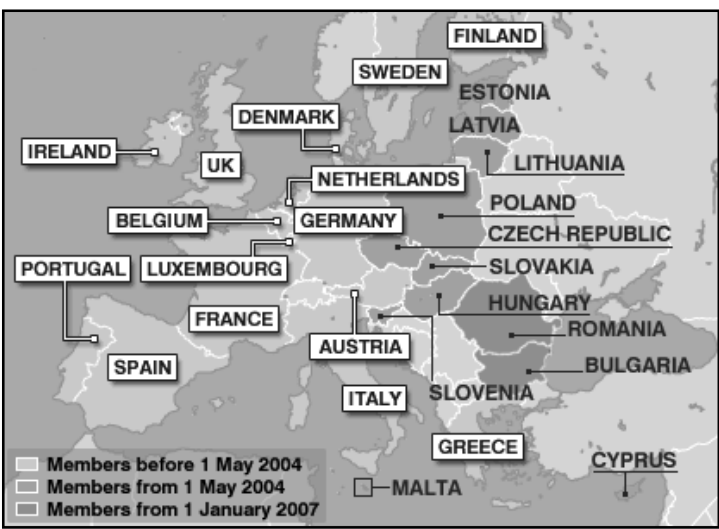 FINLAND
SWEDEN
ESTONIA
DENMARK
LATVIA
IRELAND
UK
LITHUANIA
NETHERLANDS
POLAND
BELGIUM
GERMANY
CZECH REPUBLIC
PORTUGAL
LUXEMBOURG
SLOVAKIA
HUNGARY
FRANCE
ROMANIA
AUSTRIA
SPAIN
BULGARIA
SLOVENIA
ITALY
GREECE
CYPRUS
MALTA
Members before 1 May 2004
Members from 1 May 2004
Members from 1 January 2007